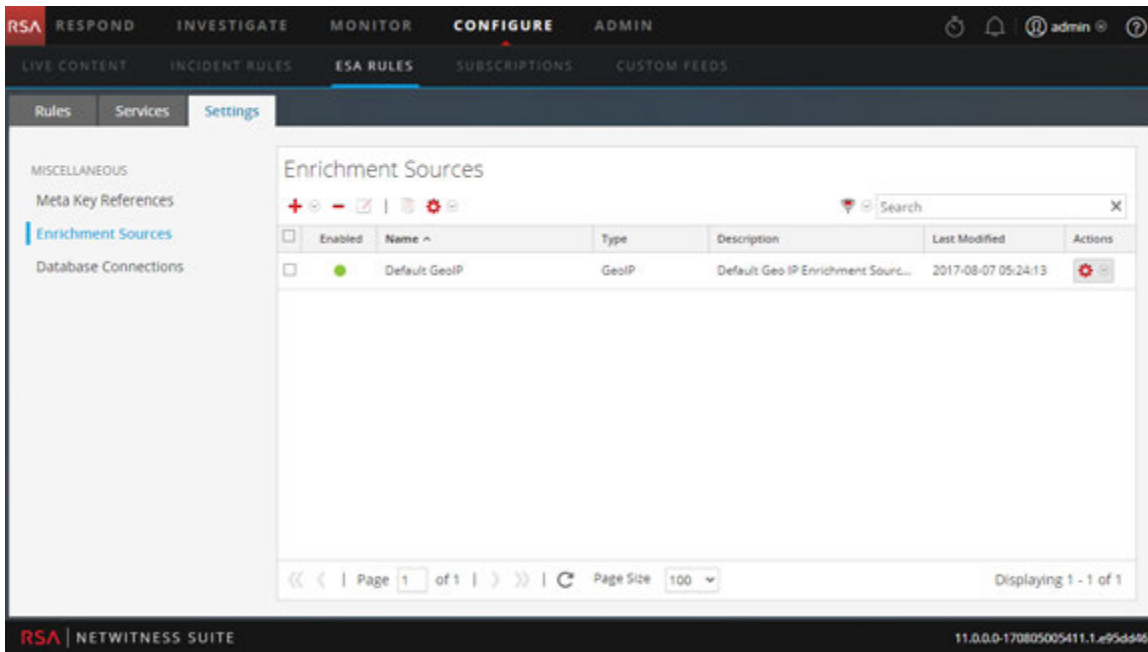 RSA RESPOND INVESTIGATE MONITOR CONFIGURE ADMIN admin
LIVE CONTENT INCIDENT RULES ESA RULES SUBSCRIPTIONS CUSTOM FEEDS
Rules Services Settings
MISCELLANEOUS
Meta Key References
Enrichment Sources
Database Connections
Enrichment Sources
Search
Enabled Name Type Description Last Modified Actions
Default GeoIP GeoIP Default Geo IP Enrichment Sourc... 2017-08-07 05:24:13
Page 1 of 1 Page Size 100 Displaying 1 - 1 of 1
RSA NETWITNESS SUITE 11.0.0.0-170805005411.1.e95dd46